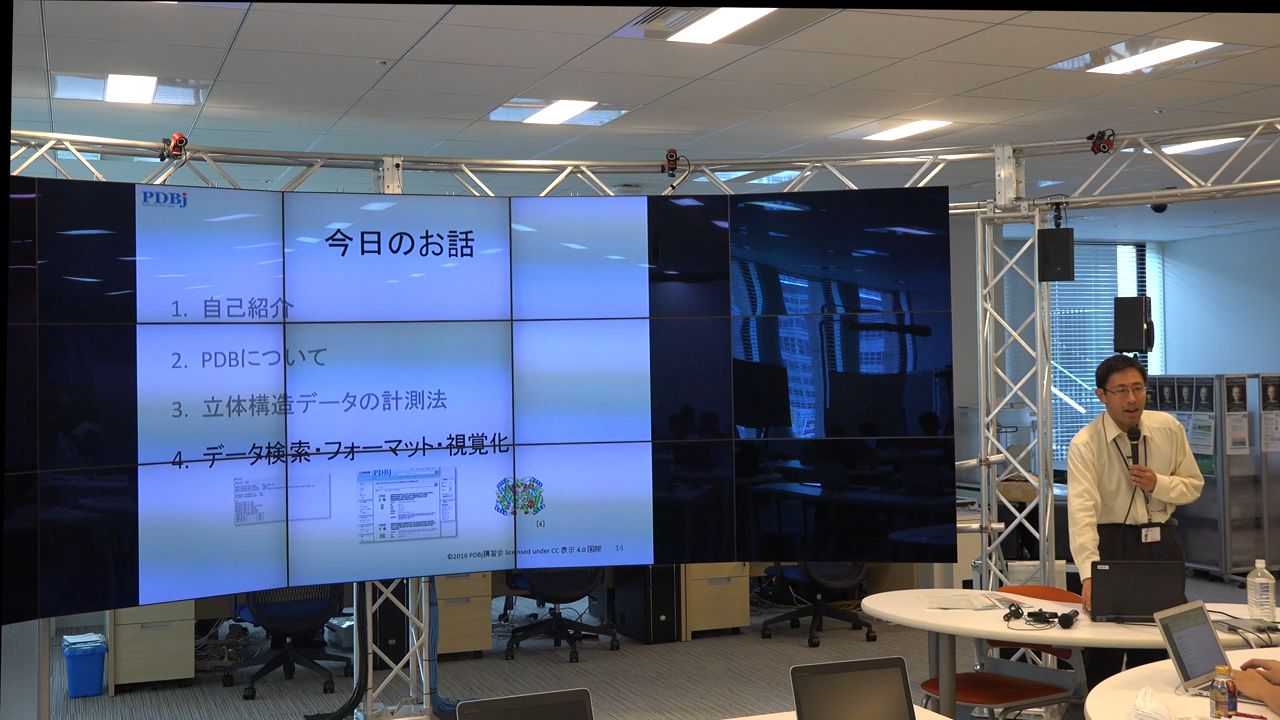 PDBj
今日のお話
1. 自己紹介
2. PDBについて
3. 立体構造データの計測法
4. データ検索・フォーマット・視覚化
PDBj
[4]
©2016 PDBj講習会 licensed under CC 表示 4.0 国際 14